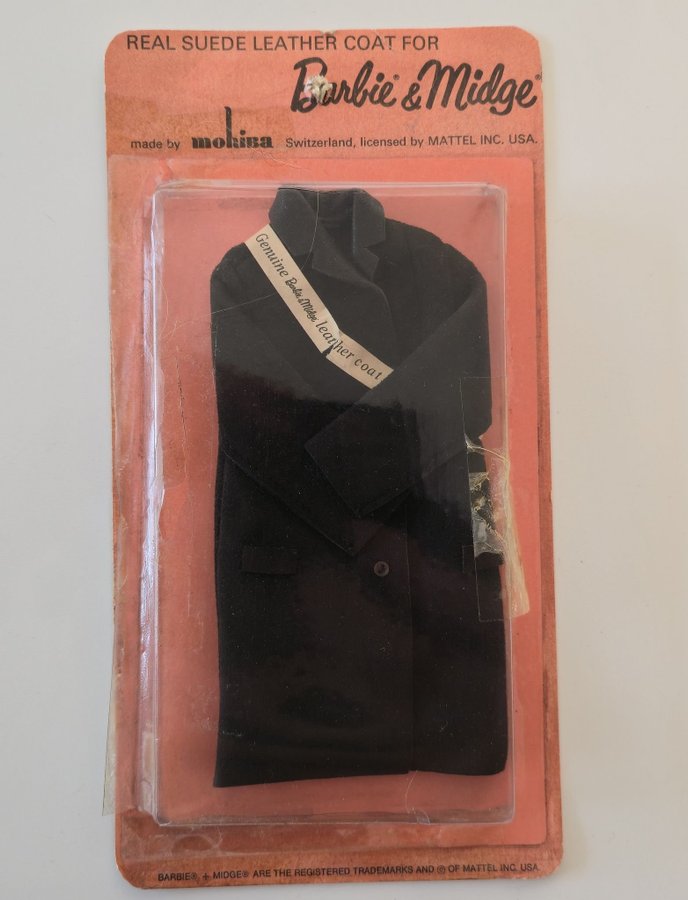 REAL SUEDE LEATHER COAT FOR
Barbie® & Midge®
made by mokiba Switzerland, licensed by MATTEL INC. USA.
Genuine Barbie & Midge leather coat
BARBIE®, + MIDGE® ARE THE REGISTERED TRADEMARKS AND © OF MATTEL INC. USA